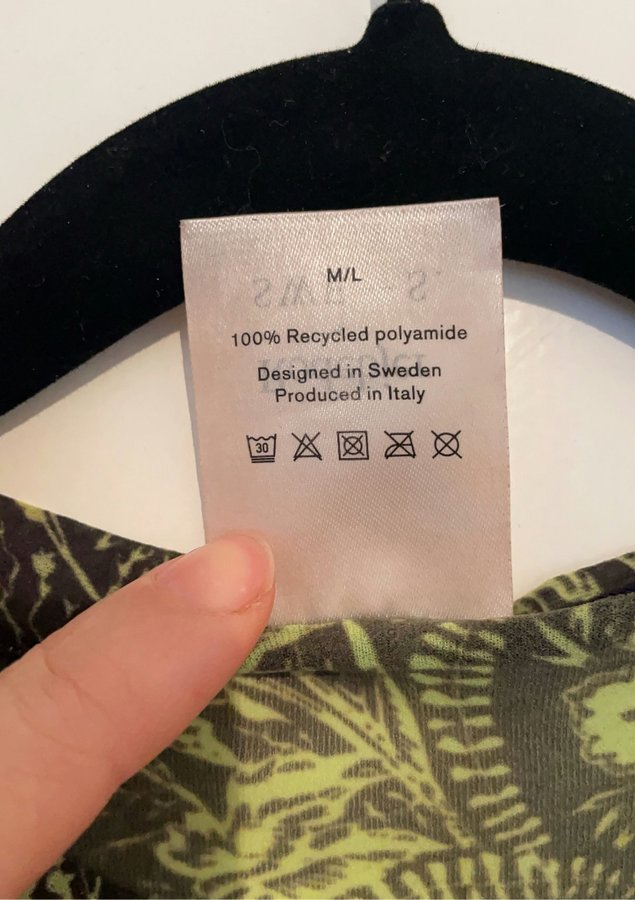 M/L
100% Recycled polyamide
Designed in Sweden
Produced in Italy
30